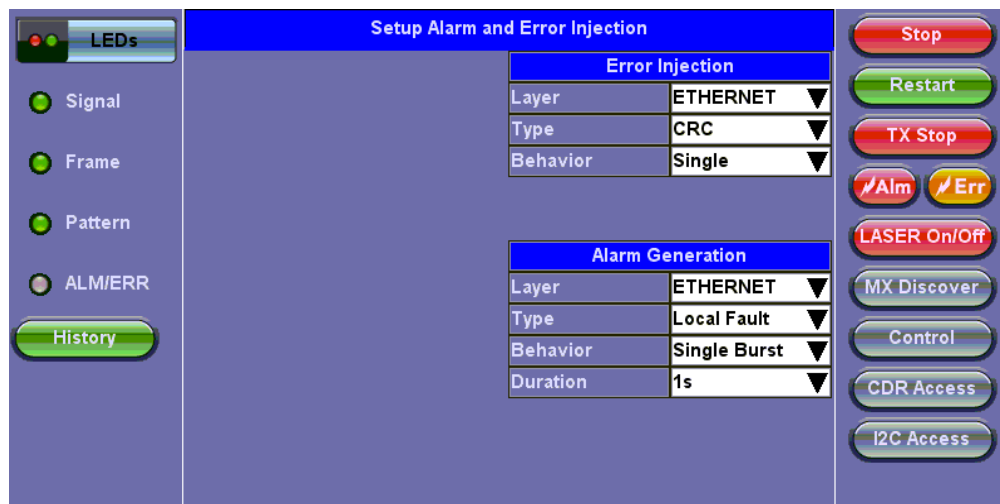 LEDs
Signal
Frame
Pattern
ALM/ERR
History
Setup Alarm and Error Injection
Error Injection
Layer ETHERNET
Type CRC
Behavior Single
Alarm Generation
Layer ETHERNET
Type Local Fault
Behavior Single Burst
Duration 1s
Stop
Restart
TX Stop
Alm Err
LASER On/Off
MX Discover
Control
CDR Access
I2C Access